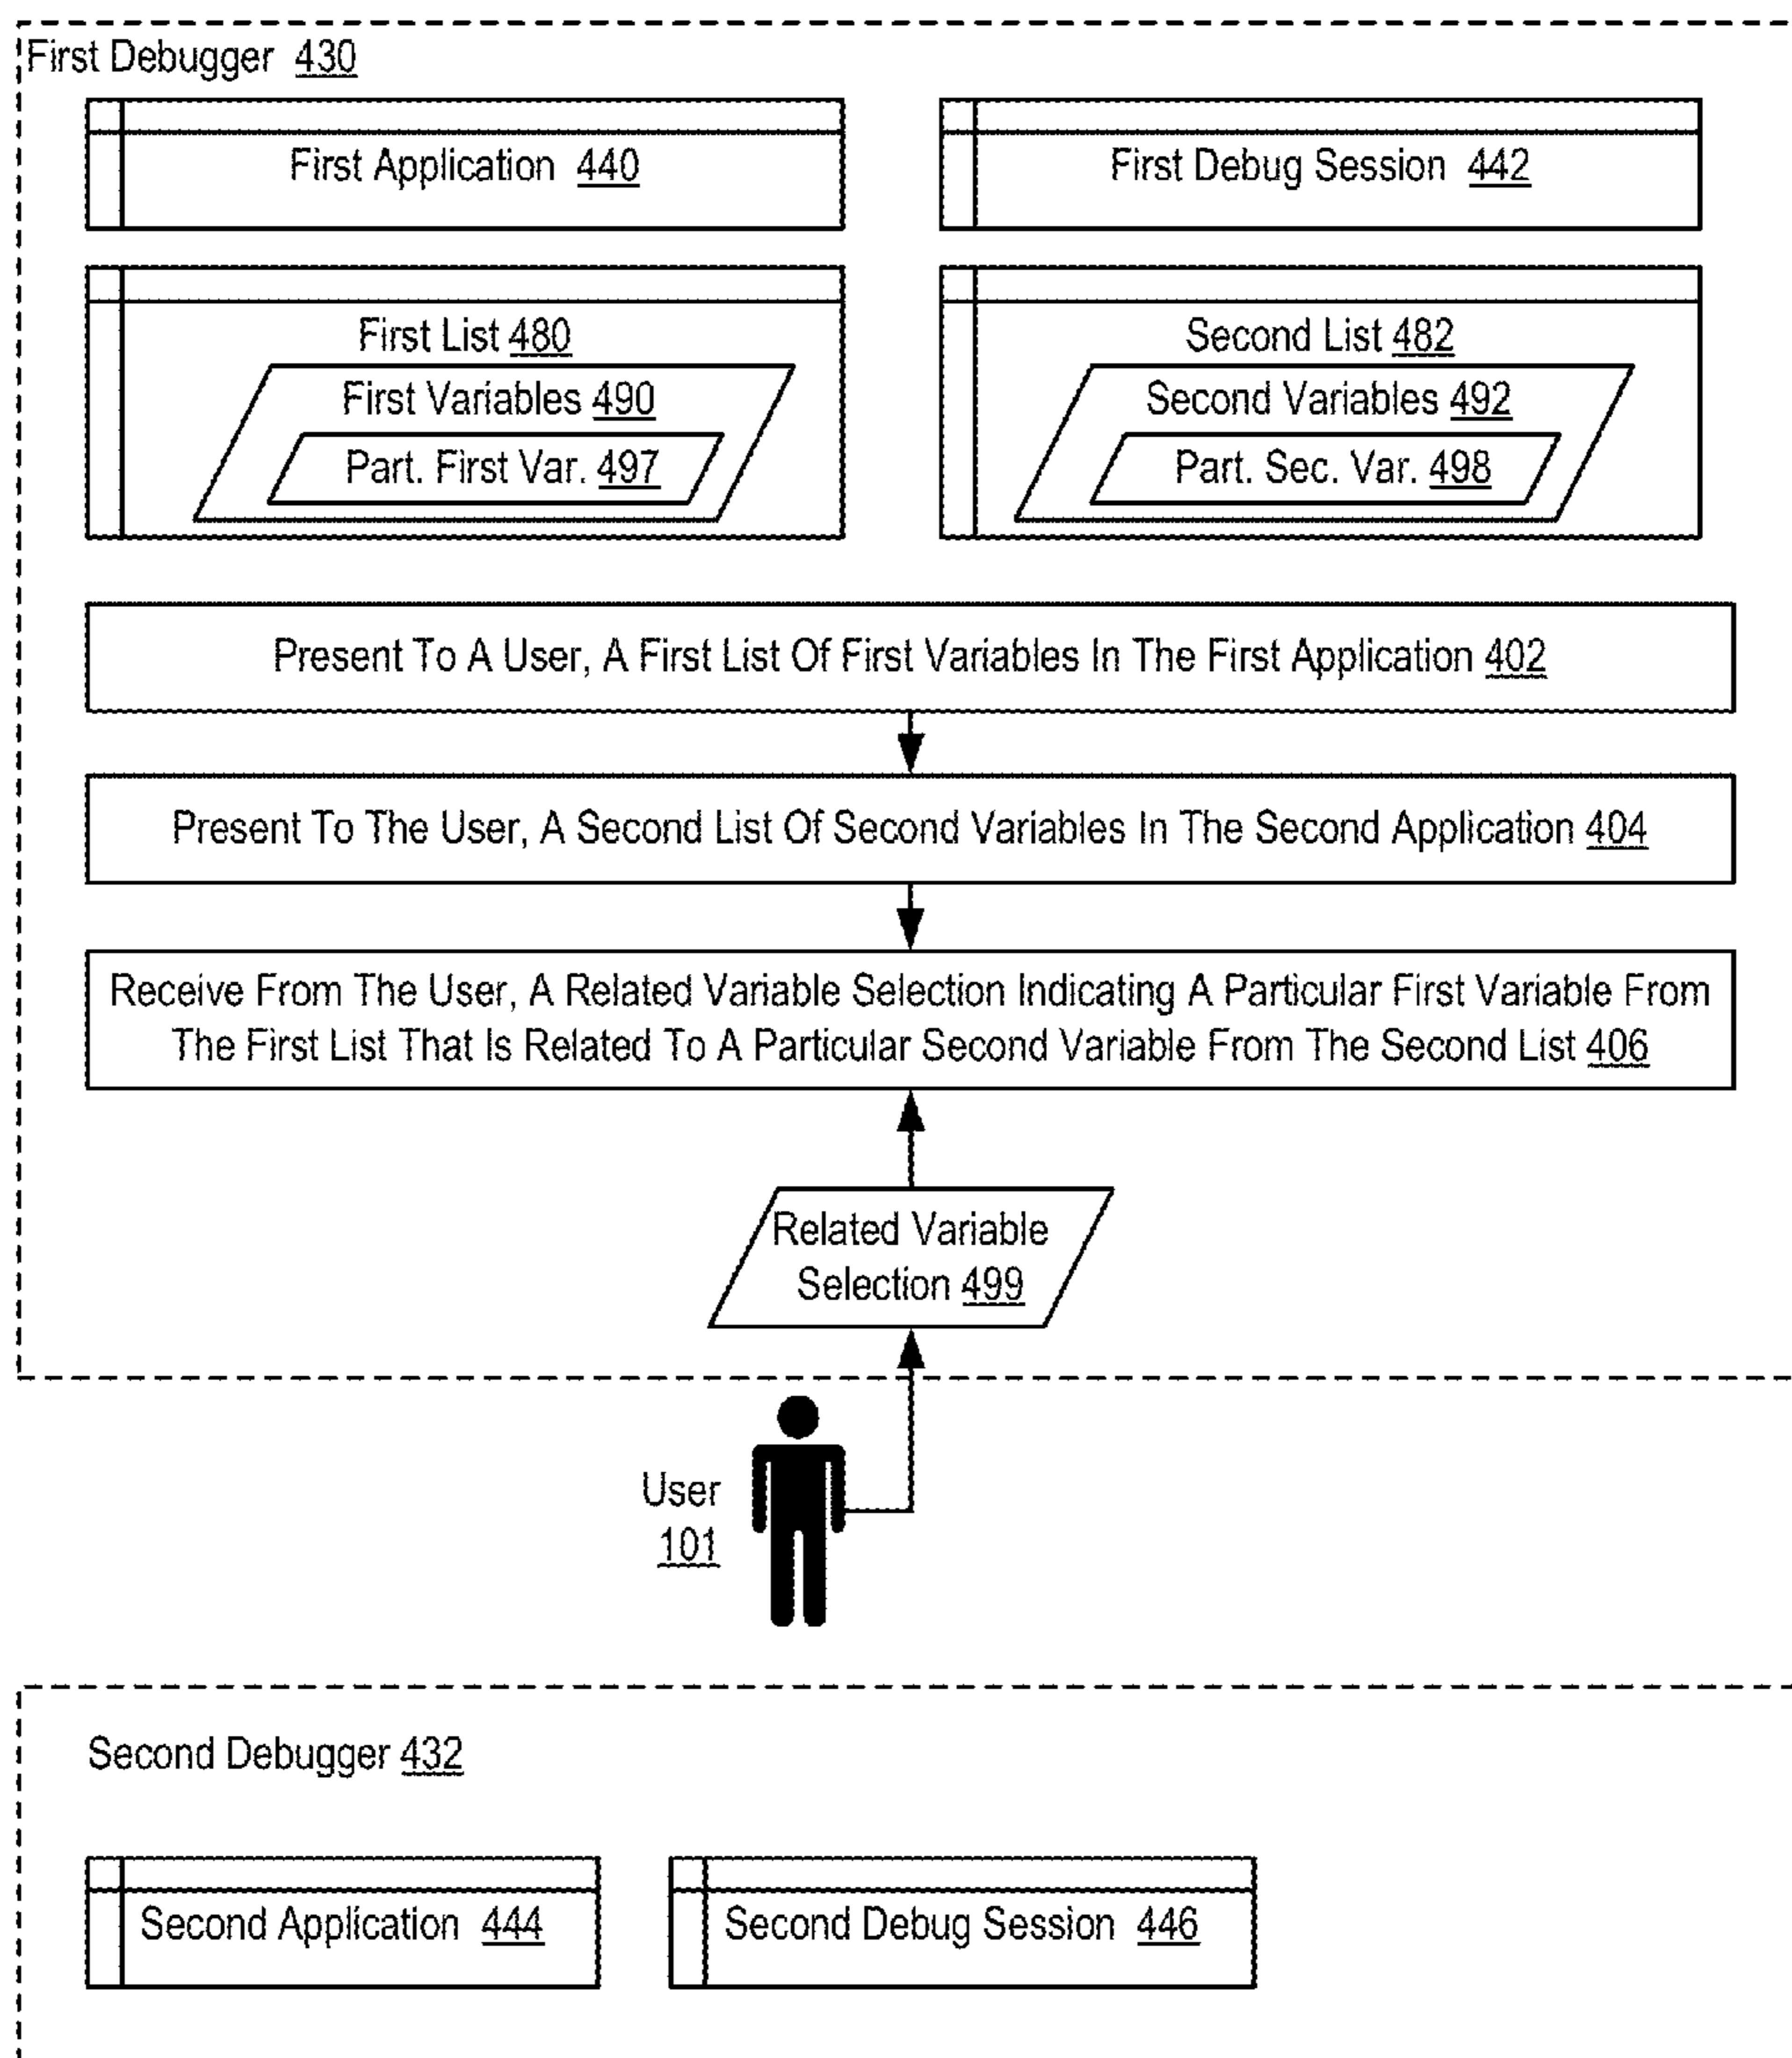 First Debugger 430
First Application 440
First Debug Session 442
First List 480
First Variables 490
Part. First Var. 497
Second List 482
Second Variables 492
Part. Sec. Var. 498
Present To A User, A First List Of First Variables In The First Application 402
Present To The User, A Second List Of Second Variables In The Second Application 404
Receive From The User, A Related Variable Selection Indicating A Particular First Variable From
The First List That Is Related To A Particular Second Variable From The Second List 406
Related Variable
Selection 499
User
101
Second Debugger 432
Second Application 444
Second Debug Session 446